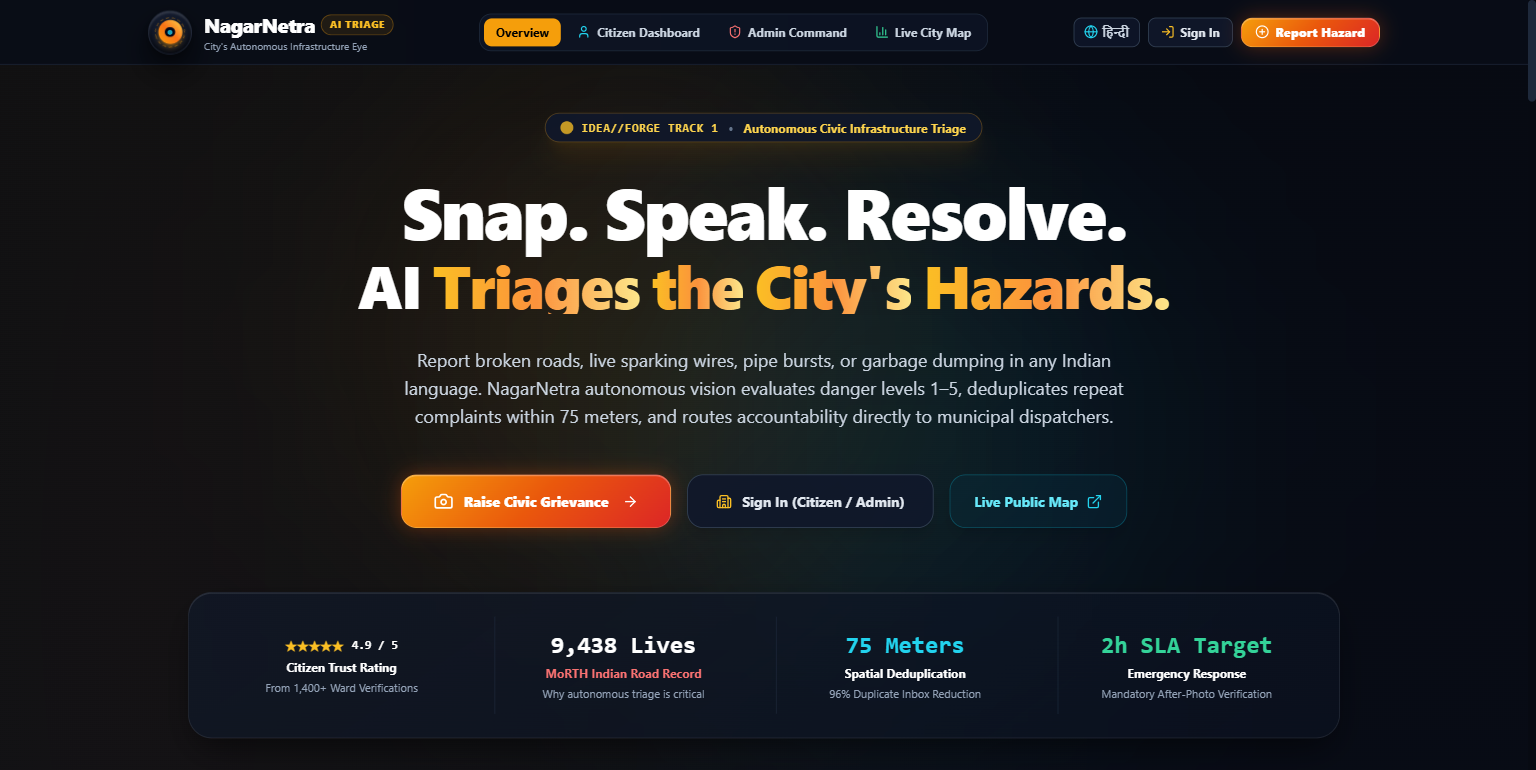 NagarNetra AI TRIAGE
City's Autonomous Infrastructure Eye
Overview Citizen Dashboard Admin Command Live City Map
हिन्दी Sign In Report Hazard
IDEA//FORGE TRACK 1 • Autonomous Civic Infrastructure Triage
Snap. Speak. Resolve.
AI Triages the City's Hazards.
Report broken roads, live sparking wires, pipe bursts, or garbage dumping in any Indian
language. NagarNetra autonomous vision evaluates danger levels 1–5, deduplicates repeat
complaints within 75 meters, and routes accountability directly to municipal dispatchers.
Raise Civic Grievance →
Sign In (Citizen / Admin)
Live Public Map
★★★★★ 4.9 / 5
Citizen Trust Rating
From 1,400+ Ward Verifications
9,438 Lives
MoRTH Indian Road Record
Why autonomous triage is critical
75 Meters
Spatial Deduplication
96% Duplicate Inbox Reduction
2h SLA Target
Emergency Response
Mandatory After-Photo Verification